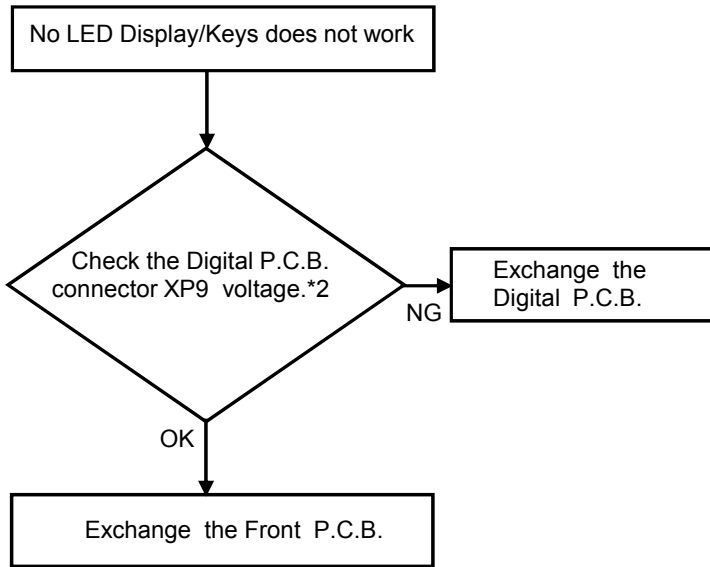 No LED Display/Keys does not work
Check the Digital P.C.B.
connector XP9 voltage.*2
NG
Exchange the
Digital P.C.B.
OK
Exchange the Front P.C.B.